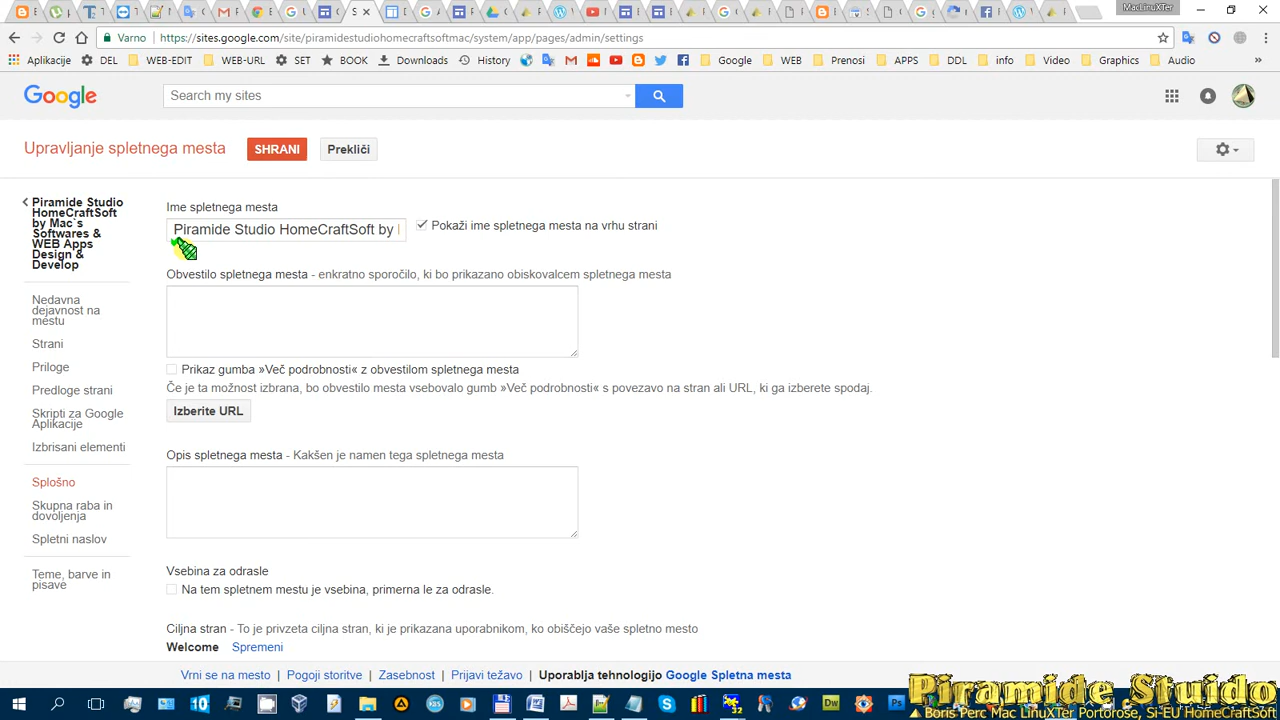 MacLinuXTer
Varno
https://sites.google.com/site/piramidestudiohomecraftsoftmac/system/app/pages/admin/settings
Aplikacije
DEL
WEB-EDIT
WEB-URL
SET
BOOK
Downloads
History
Google
WEB
Prenosi
APPS
DDL
info
Video
Graphics
Audio
Google
Search my sites
Upravljanje spletnega mesta
SHRANI
Prekliči
Piramide Studio
HomeCraftSoft
by Mac`s
Softwares &
WEB Apps
Design &
Develop
Nedavna
dejavnost na
mestu
Strani
Priloge
Predloge strani
Skripti za Google
Aplikacije
Izbrisani elementi
Splošno
Skupna raba in
dovoljenja
Spletni naslov
Teme, barve in
pisave
Ime spletnega mesta
Piramide Studio HomeCraftSoft by
Pokaži ime spletnega mesta na vrhu strani
Obvestilo spletnega mesta - enkratno sporočilo, ki bo prikazano obiskovalcem spletnega mesta
Prikaz gumba »Več podrobnosti« z obvestilom spletnega mesta
Če je ta možnost izbrana, bo obvestilo mesta vsebovalo gumb »Več podrobnosti« s povezavo na stran ali URL, ki ga izberete spodaj.
Izberite URL
Opis spletnega mesta - Kakšen je namen tega spletnega mesta
Vsebina za odrasle
Na tem spletnem mestu je vsebina, primerna le za odrasle.
Ciljna stran - To je privzeta ciljna stran, ki je prikazana uporabnikom, ko obiščejo vaše spletno mesto
Welcome Spremeni
Vrni se na mesto | Pogoji storitve | Zasebnost | Prijavi težavo | Uporablja tehnologijo Google Spletna mesta
Piramide Stuido
Boris Perc Mac LinuXTer Portorose, Si-EU HomeCraftSoft